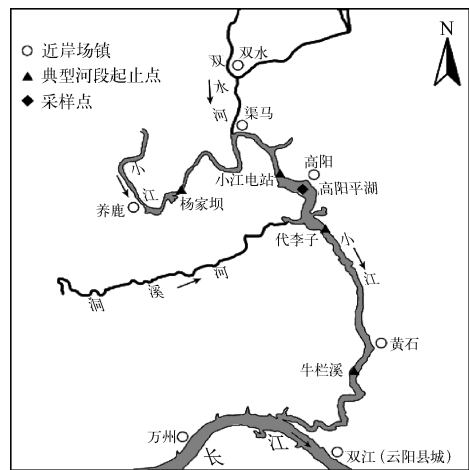 近岸场镇
典型河段起止点
采样点
N
双水
双水河
渠马
小江
养鹿
杨家坝
小江电站
高阳
高阳平湖
代李子
小江
洞溪河
黄石
牛栏溪
万州
长江
双江(云阳县城)